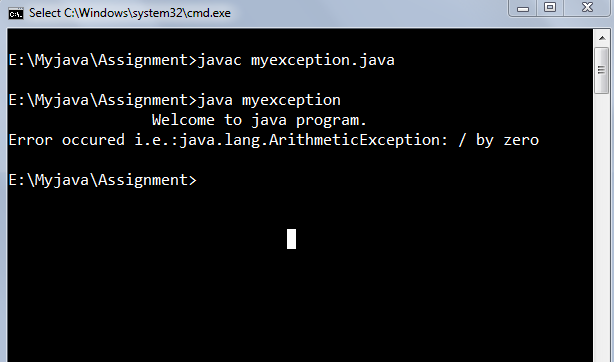 Select C:\Windows\system32\cmd.exe
E:\Myjava\Assignment>javac myexception.java
E:\Myjava\Assignment>java myexception
Welcome to java program.
Error occured i.e.:java.lang.ArithmeticException: / by zero
E:\Myjava\Assignment>